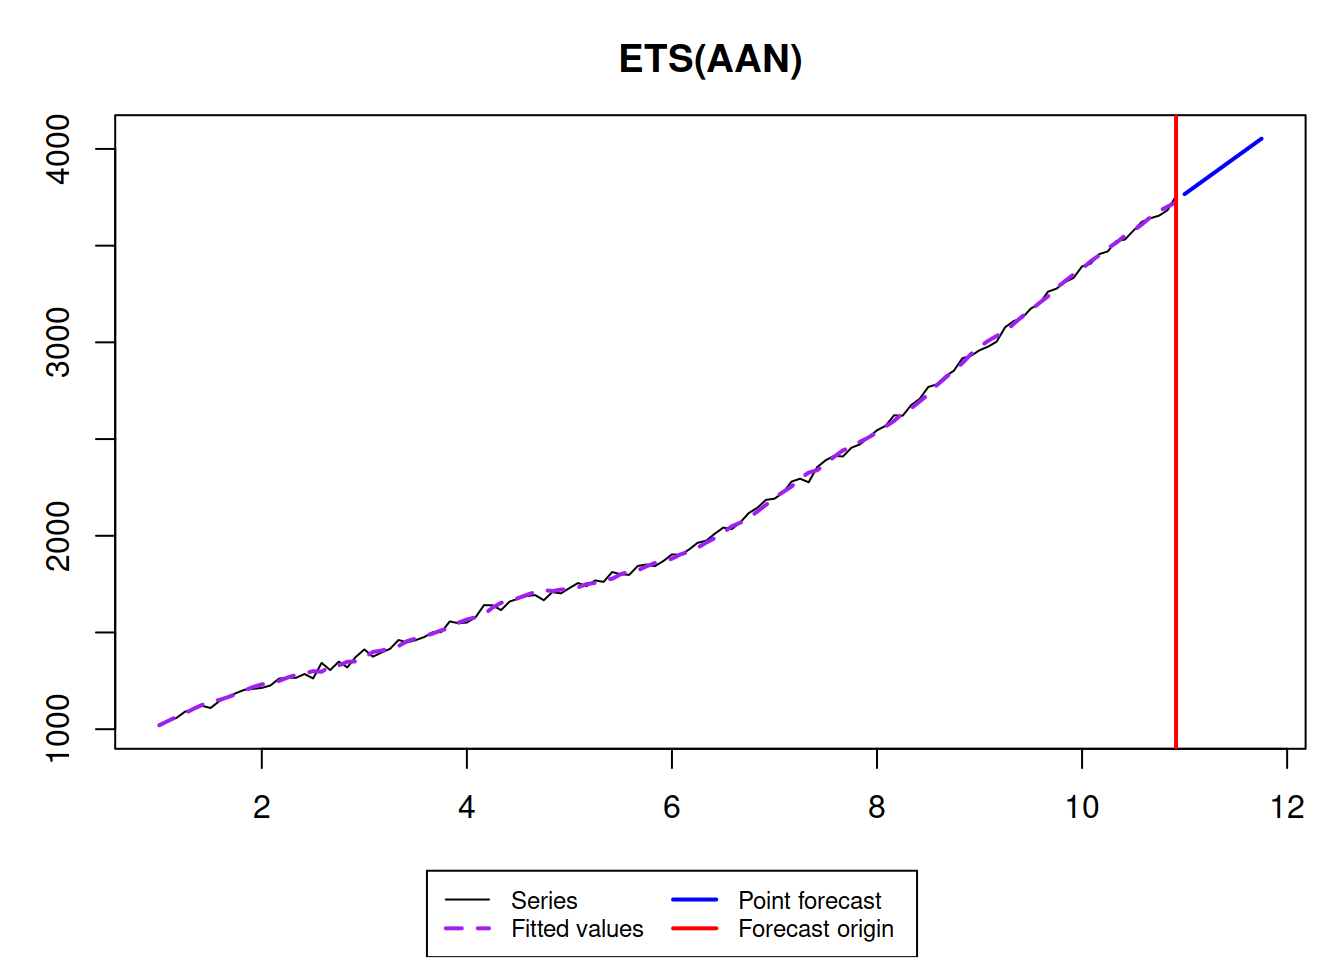 ETS(AAN)
4000
3000
2000
1000
2 4 6 8 10 12
Series Point forecast
Fitted values Forecast origin